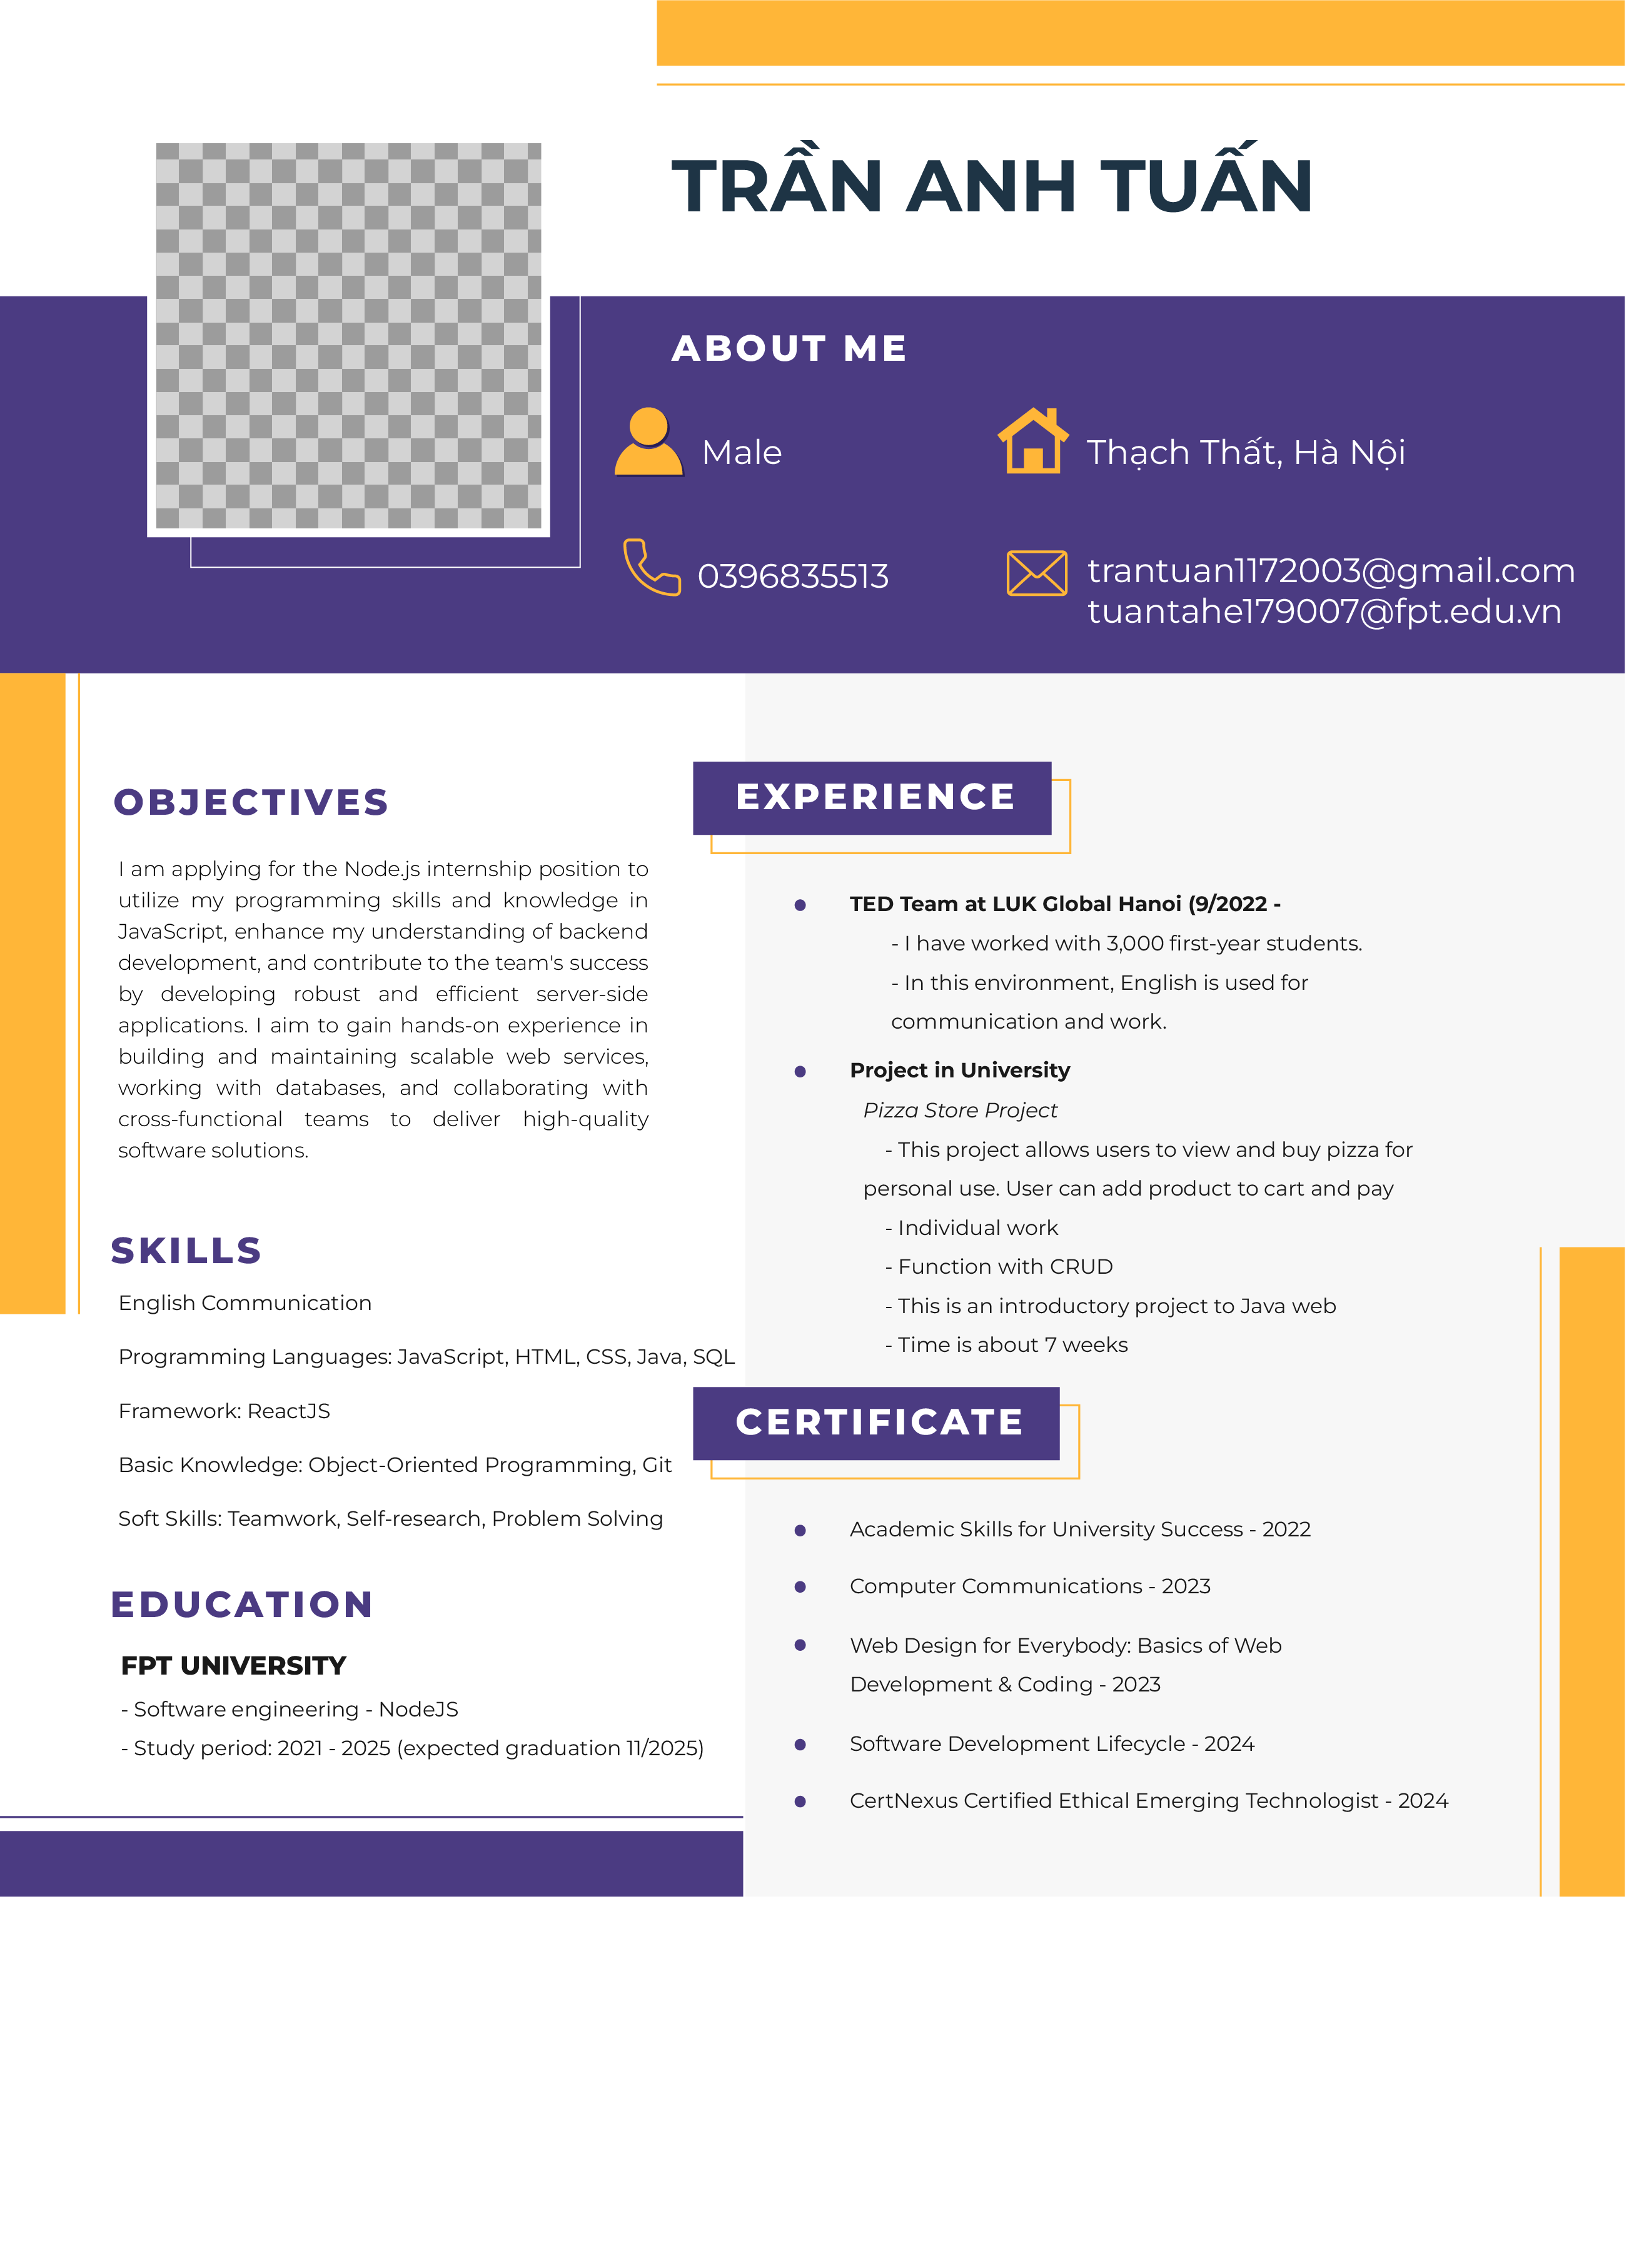 TRẦN ANH TUẤN
ABOUT ME
Male
Thạch Thất, Hà Nội
0396835513
trantuan1172003@gmail.com
tuantahe179007@fpt.edu.vn
OBJECTIVES
I am applying for the Node.js internship position to
utilize my programming skills and knowledge in
JavaScript, enhance my understanding of backend
development, and contribute to the team's success
by developing robust and efficient server-side
applications. I aim to gain hands-on experience in
building and maintaining scalable web services,
working with databases, and collaborating with
cross-functional teams to deliver high-quality
software solutions.
SKILLS
English Communication
Programming Languages: JavaScript, HTML, CSS, Java, SQL
Framework: ReactJS
Basic Knowledge: Object-Oriented Programming, Git
Soft Skills: Teamwork, Self-research, Problem Solving
EDUCATION
FPT UNIVERSITY
- Software engineering - NodeJS
- Study period: 2021 - 2025 (expected graduation 11/2025)
EXPERIENCE
TED Team at LUK Global Hanoi (9/2022 -
- I have worked with 3,000 first-year students.
- In this environment, English is used for
communication and work.
Project in University
Pizza Store Project
- This project allows users to view and buy pizza for
personal use. User can add product to cart and pay
- Individual work
- Function with CRUD
- This is an introductory project to Java web
- Time is about 7 weeks
CERTIFICATE
Academic Skills for University Success - 2022
Computer Communications - 2023
Web Design for Everybody: Basics of Web
Development & Coding - 2023
Software Development Lifecycle - 2024
CertNexus Certified Ethical Emerging Technologist - 2024